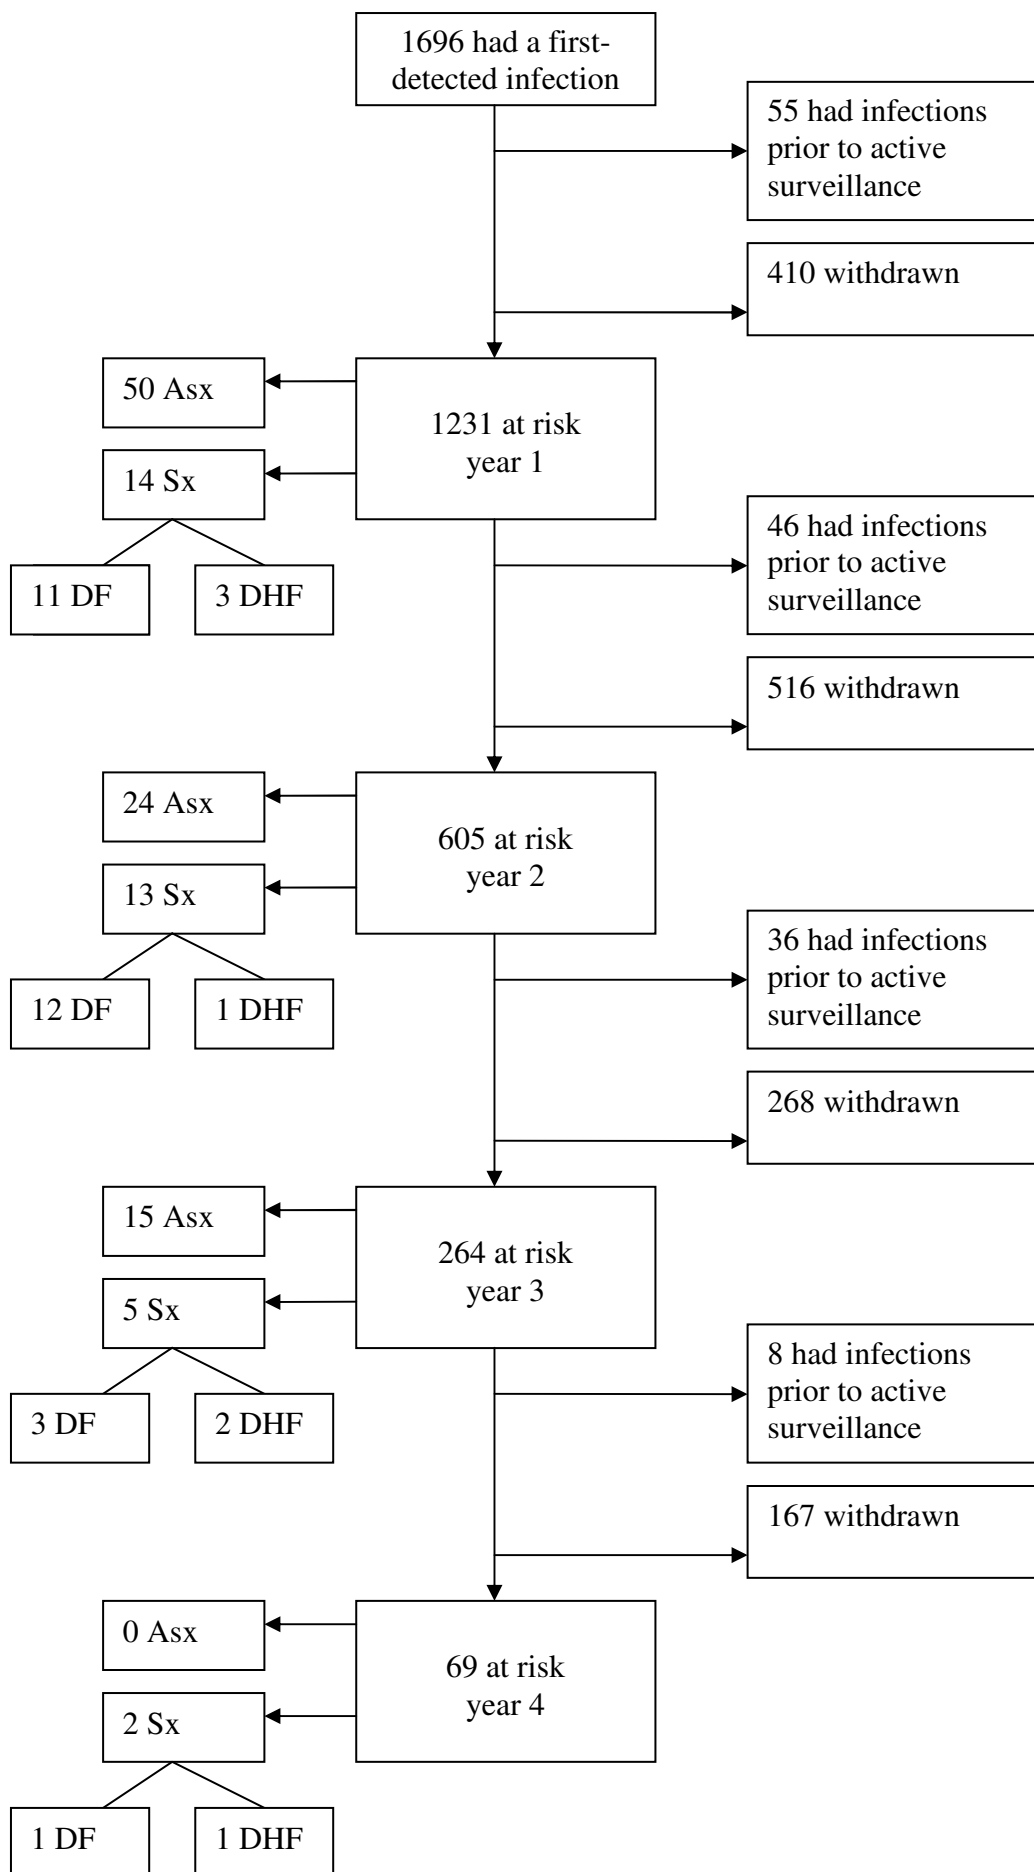 1696 had a first-
detected infection
55 had infections
prior to active
surveillance
410 withdrawn
50 Asx
1231 at risk
year 1
14 Sx
11 DF
3 DHF
46 had infections
prior to active
surveillance
516 withdrawn
24 Asx
605 at risk
year 2
13 Sx
12 DF
1 DHF
36 had infections
prior to active
surveillance
268 withdrawn
15 Asx
264 at risk
year 3
5 Sx
3 DF
2 DHF
8 had infections
prior to active
surveillance
167 withdrawn
0 Asx
69 at risk
year 4
2 Sx
1 DF
1 DHF